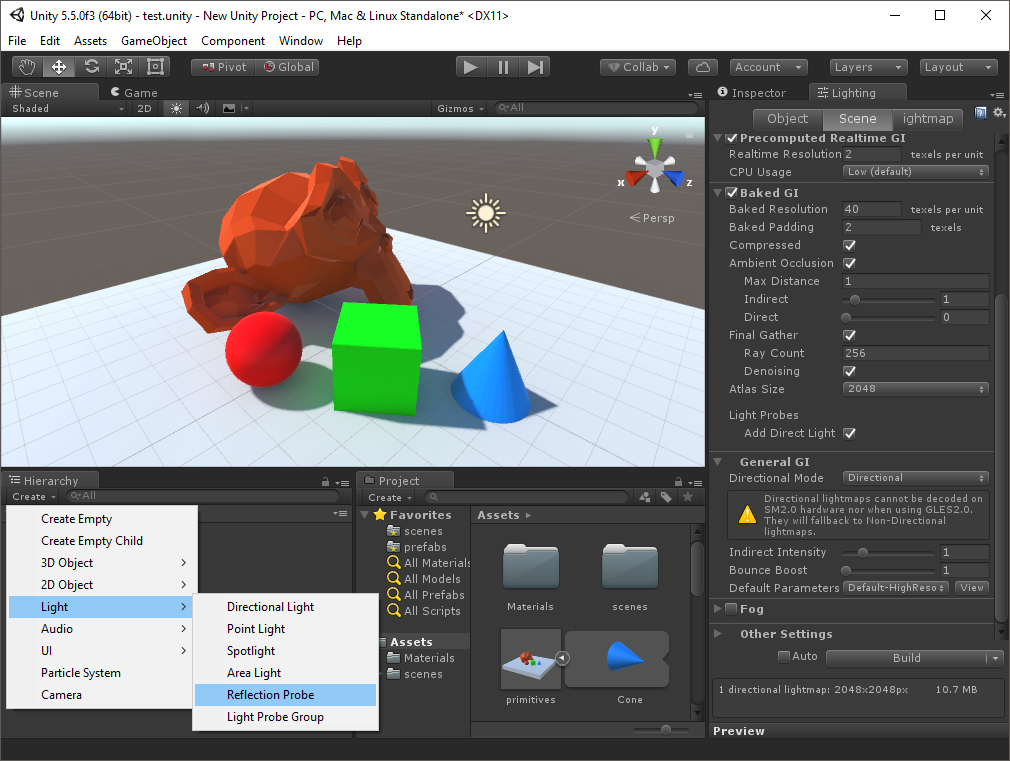 Unity 5.5.0f3 (64bit) - test.unity - New Unity Project - PC, Mac & Linux Standalone* <DX11>
File Edit Assets GameObject Component Window Help
Pivot Global Collab Account Layers Layout
Scene Game
Shaded 2D Gizmos All
y
x z
Persp
Hierarchy
Create All
Create Empty
Create Empty Child
3D Object
2D Object
Light
Audio
UI
Particle System
Camera
Directional Light
Point Light
Spotlight
Area Light
Reflection Probe
Light Probe Group
Project
Create
Favorites
scenes
prefabs
All Materials
All Models
All Prefabs
All Scripts
Assets
Materials
scenes
Assets
Materials scenes
primitives Cone
Inspector Lighting
Object Scene ightmap
Precomputed Realtime GI
Realtime Resolution 2 texels per unit
CPU Usage Low (default)
Baked GI
Baked Resolution 40 texels per unit
Baked Padding 2 texels
Compressed
Ambient Occlusion
Max Distance 1
Indirect 1
Direct 0
Final Gather
Ray Count 256
Denoising
Atlas Size 2048
Light Probes
Add Direct Light
General GI
Directional Mode Directional
Directional lightmaps cannot be decoded on
SM2.0 hardware nor when using GLES2.0.
They will fallback to Non-Directional
lightmaps.
Indirect Intensity 1
Bounce Boost 1
Default Parameters Default-HighReso View
Fog
Other Settings
Auto Build
1 directional lightmap: 2048x2048px 10.7 MB
Preview